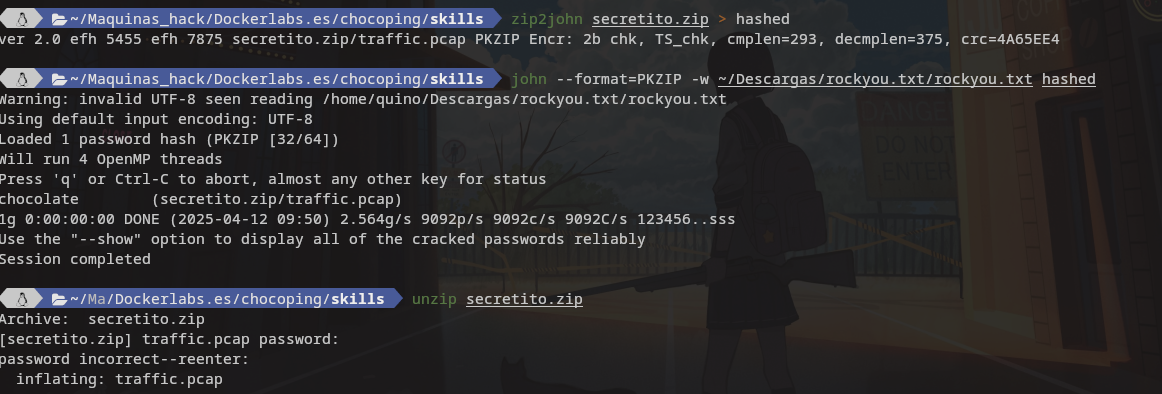 ~/Maquinas_hack/Dockerlabs.es/chocoping/skills zip2john secretito.zip > hashed
ver 2.0 efh 5455 efh 7875 secretito.zip/traffic.pcap PKZIP Encr: 2b chk, TS_chk, cmplen=293, decmplen=375, crc=4A65EE4
~/Maquinas_hack/Dockerlabs.es/chocoping/skills john --format=PKZIP -w ~/Descargas/rockyou.txt/rockyou.txt hashed
Warning: invalid UTF-8 seen reading /home/quino/Descargas/rockyou.txt/rockyou.txt
Using default input encoding: UTF-8
Loaded 1 password hash (PKZIP [32/64])
Will run 4 OpenMP threads
Press 'q' or Ctrl-C to abort, almost any other key for status
chocolate (secretito.zip/traffic.pcap)
1g 0:00:00:00 DONE (2025-04-12 09:50) 2.564g/s 9092p/s 9092c/s 9092C/s 123456..sss
Use the "--show" option to display all of the cracked passwords reliably
Session completed
~/Ma/Dockerlabs.es/chocoping/skills unzip secretito.zip
Archive: secretito.zip
[secretito.zip] traffic.pcap password:
password incorrect--reenter:
inflating: traffic.pcap
DANGER
DO NOT
ENTER